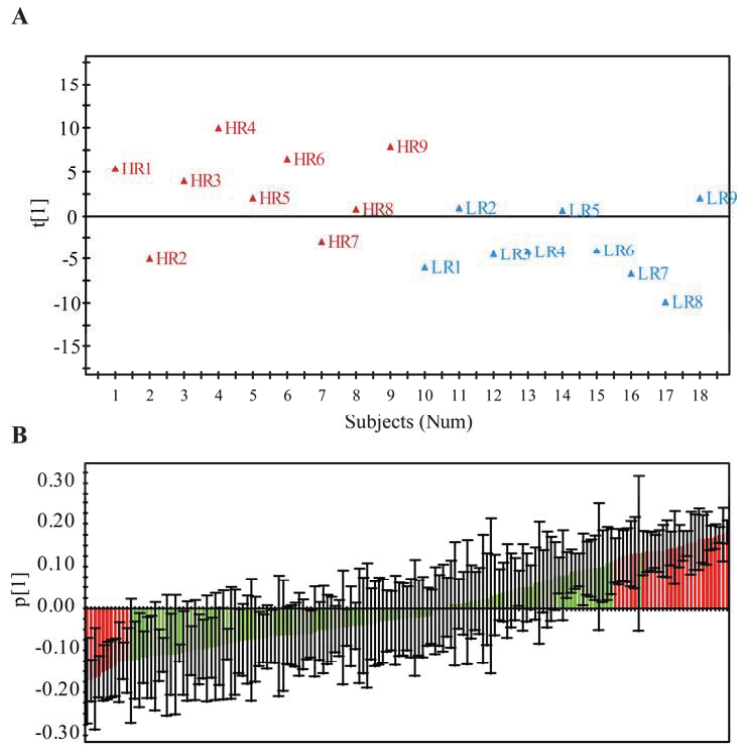 A
15
10
5
0
-5
-10
-15
t[1]
HR1
HR2
HR3
HR4
HR5
HR6
HR7
HR8
HR9
LR1
LR2
LR3
LR4
LR5
LR6
LR7
LR8
LR9
1 2 3 4 5 6 7 8 9 10 11 12 13 14 15 16 17 18
Subjects (Num)
B
0.30
0.20
0.10
0.00
-0.10
-0.20
-0.30
p[1]